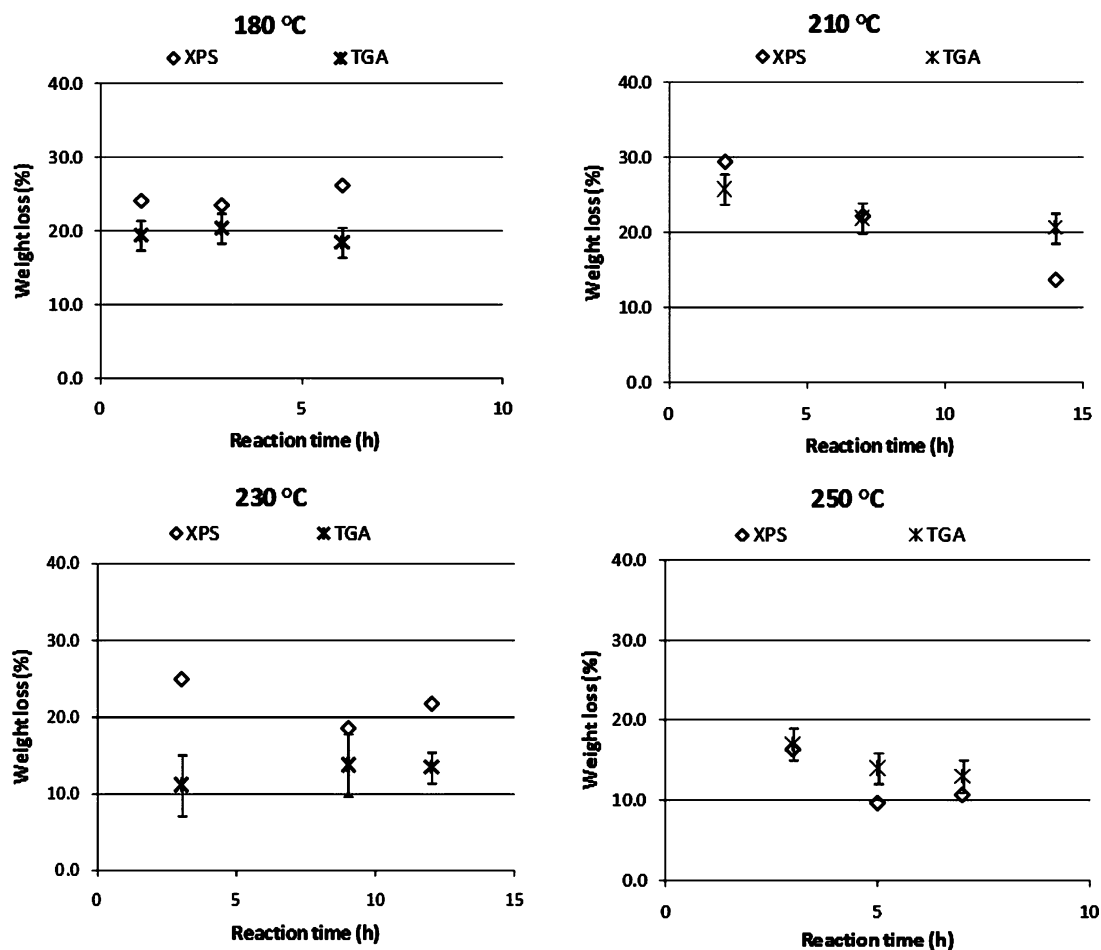 180 °C
XPS TGA
40.0
30.0
20.0
10.0
0.0
0 5 10
Weight loss (%)
Reaction time (h)
210 °C
XPS TGA
40.0
30.0
20.0
10.0
0.0
0 5 10 15
Weight loss (%)
Reaction time (h)
230 °C
XPS TGA
40.0
30.0
20.0
10.0
0.0
0 5 10 15
Weight loss (%)
Reaction time (h)
250 °C
XPS TGA
40.0
30.0
20.0
10.0
0.0
0 5 10
Weight loss (%)
Reaction time (h)